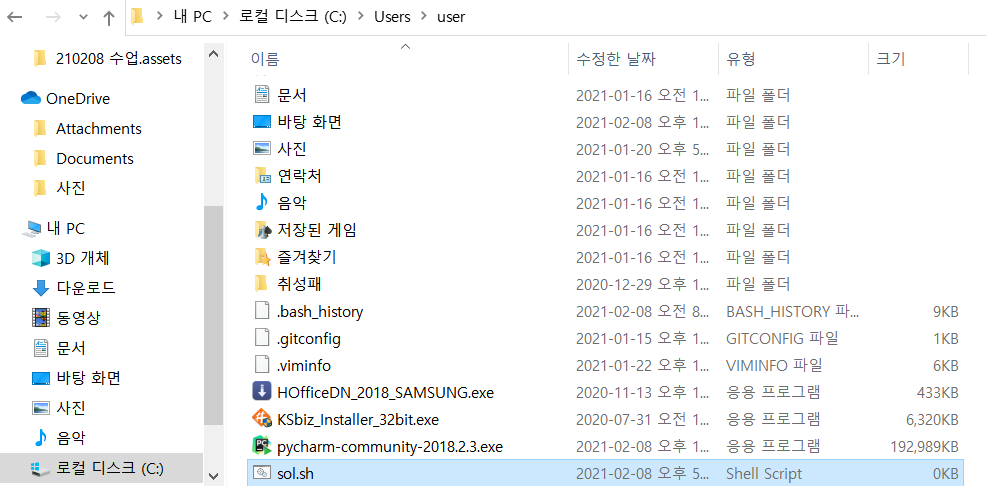 내 PC > 로컬 디스크 (C:) > Users > user
210208 수업.assets
OneDrive
Attachments
Documents
사진
내 PC
3D 개체
다운로드
동영상
문서
바탕 화면
사진
음악
로컬 디스크 (C:)
이름 수정한 날짜 유형 크기
문서 2021-01-16 오전 1... 파일 폴더
바탕 화면 2021-02-08 오후 1... 파일 폴더
사진 2021-01-20 오후 5... 파일 폴더
연락처 2021-01-16 오전 1... 파일 폴더
음악 2021-01-16 오전 1... 파일 폴더
저장된 게임 2021-01-16 오전 1... 파일 폴더
즐겨찾기 2021-01-16 오전 1... 파일 폴더
취성패 2020-12-29 오후 1... 파일 폴더
.bash_history 2021-02-08 오전 8... BASH_HISTORY 파... 9KB
.gitconfig 2021-01-15 오후 1... GITCONFIG 파일 1KB
.viminfo 2021-01-22 오후 1... VIMINFO 파일 6KB
HOfficeDN_2018_SAMSUNG.exe 2020-11-13 오후 1... 응용 프로그램 433KB
KSbiz_Installer_32bit.exe 2020-07-31 오전 1... 응용 프로그램 6,320KB
pycharm-community-2018.2.3.exe 2021-02-08 오후 1... 응용 프로그램 192,989KB
sol.sh 2021-02-08 오후 5... Shell Script 0KB